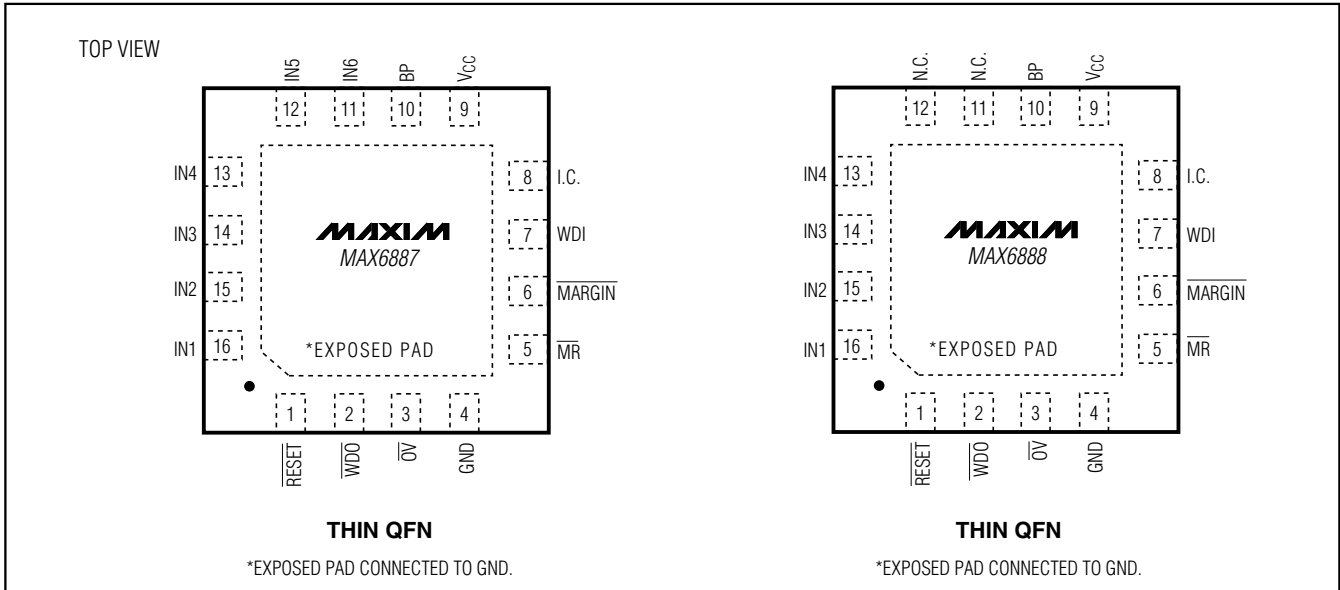 TOP VIEW
IN5 IN6 BP VCC
12 11 10 9
IN4 13
IN3 14
IN2 15
IN1 16
MAXIM
MAX6887
*EXPOSED PAD
8 I.C.
7 WDI
6 MARGIN
5 MR
1 2 3 4
RESET WDO OV GND
THIN QFN
*EXPOSED PAD CONNECTED TO GND.
N.C. N.C. BP VCC
12 11 10 9
IN4 13
IN3 14
IN2 15
IN1 16
MAXIM
MAX6888
*EXPOSED PAD
8 I.C.
7 WDI
6 MARGIN
5 MR
1 2 3 4
RESET WDO OV GND
THIN QFN
*EXPOSED PAD CONNECTED TO GND.